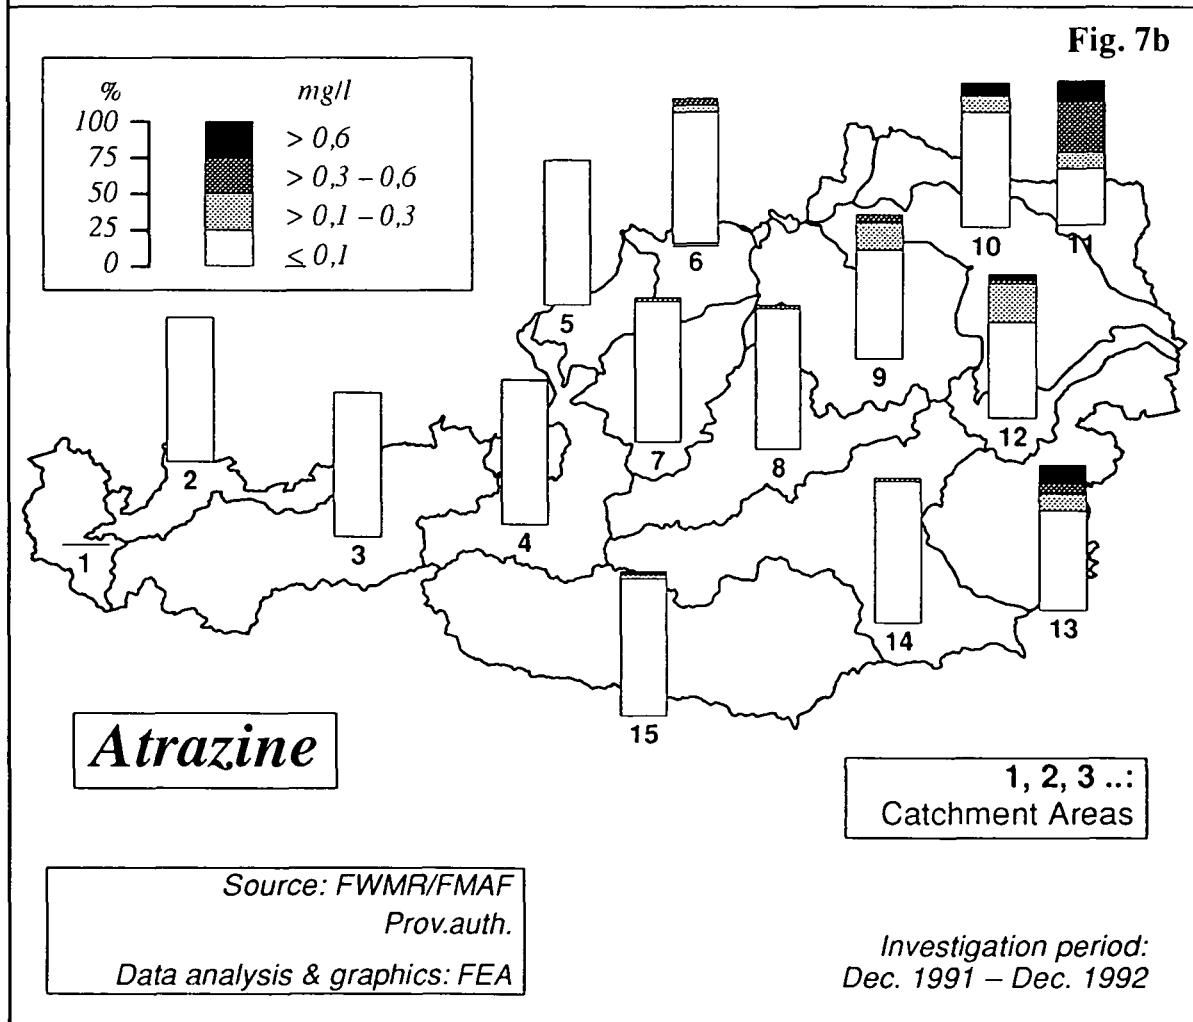 Fig. 7b
% mg/l
100 > 0,6
75 > 0,3 – 0,6
50 > 0,1 – 0,3
25 ≤ 0,1
0
1
2
3
4
5
6
7
8
9
10
11
12
13
14
15
Atrazine
1, 2, 3 ..:
Catchment Areas
Source: FWMR/FMAF
Prov.auth.
Data analysis & graphics: FEA
Investigation period:
Dec. 1991 – Dec. 1992